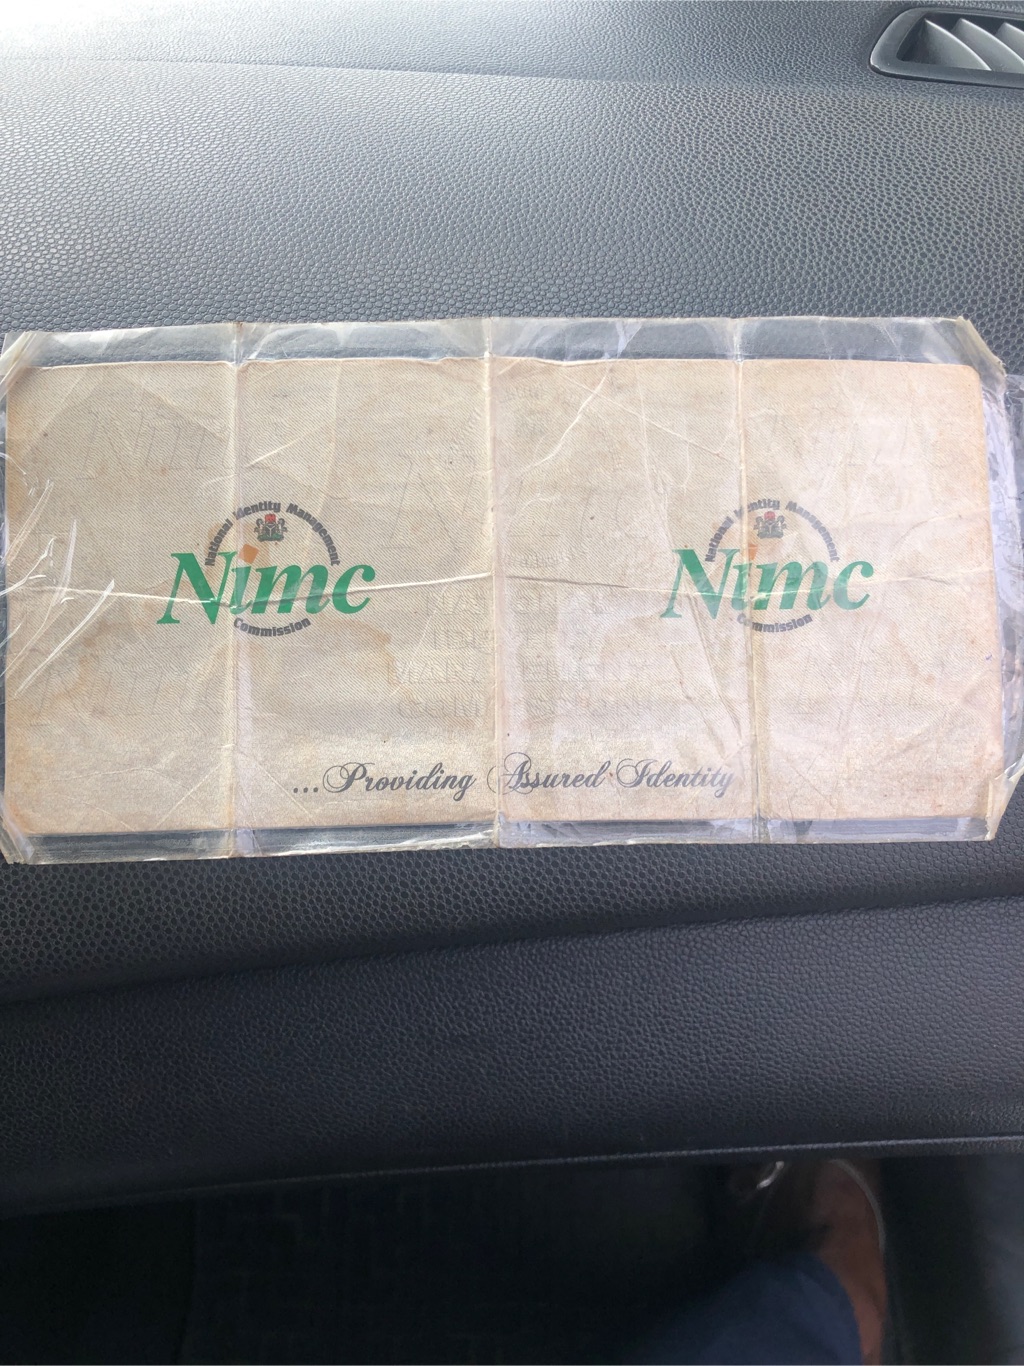 National Identity Management
Nimc
Commission
National Identity Management
Nimc
Commission
...Providing Assured Identity